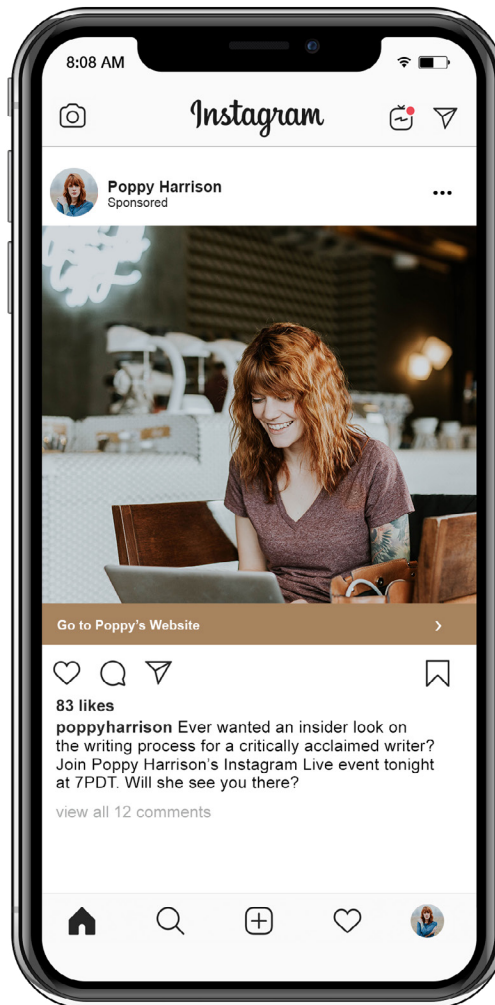 8:08 AM
Instagram
Poppy Harrison
Sponsored
Go to Poppy's Website
83 likes
poppyharrison Ever wanted an insider look on
the writing process for a critically acclaimed writer?
Join Poppy Harrison's Instagram Live event tonight
at 7PDT. Will she see you there?
view all 12 comments